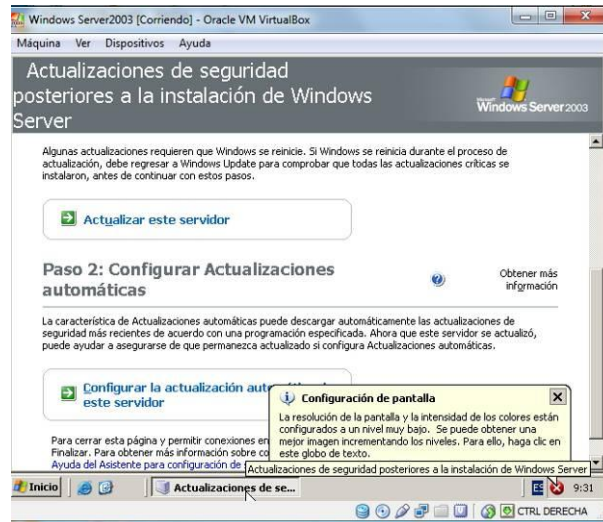 Windows Server2003 [Corriendo] - Oracle VM VirtualBox
Máquina Ver Dispositivos Ayuda
Actualizaciones de seguridad
posteriores a la instalación de Windows
Server
Windows Server 2003
Algunas actualizaciones requieren que Windows se reinicie. Si Windows se reinicia durante el proceso de
actualización, debe regresar a Windows Update para comprobar que todas las actualizaciones críticas se
instalaron, antes de continuar con estos pasos.
Actualizar este servidor
Paso 2: Configurar Actualizaciones
automáticas
Obtener más
información
La característica de Actualizaciones automáticas puede descargar automáticamente las actualizaciones de
seguridad más recientes de acuerdo con una programación especificada. Ahora que este servidor se actualizó,
puede ayudar a asegurarse de que permanezca actualizado si configura Actualizaciones automáticas.
Configurar la actualización
este servidor
Configuración de pantalla
La resolución de la pantalla y la intensidad de los colores están
configurados a un nivel muy bajo. Se puede obtener una
mejor imagen incrementando los niveles. Para ello, haga clic en
este globo de texto.
Para cerrar esta página y permitir conexiones en
Finalizar. Para obtener más información sobre
Ayuda del Asistente para configuración de
Actualizaciones de seguridad posteriores a la instalación de Windows Server
Inicio
Actualizaciones de se...
ES 9:31
CTRL DERECHA